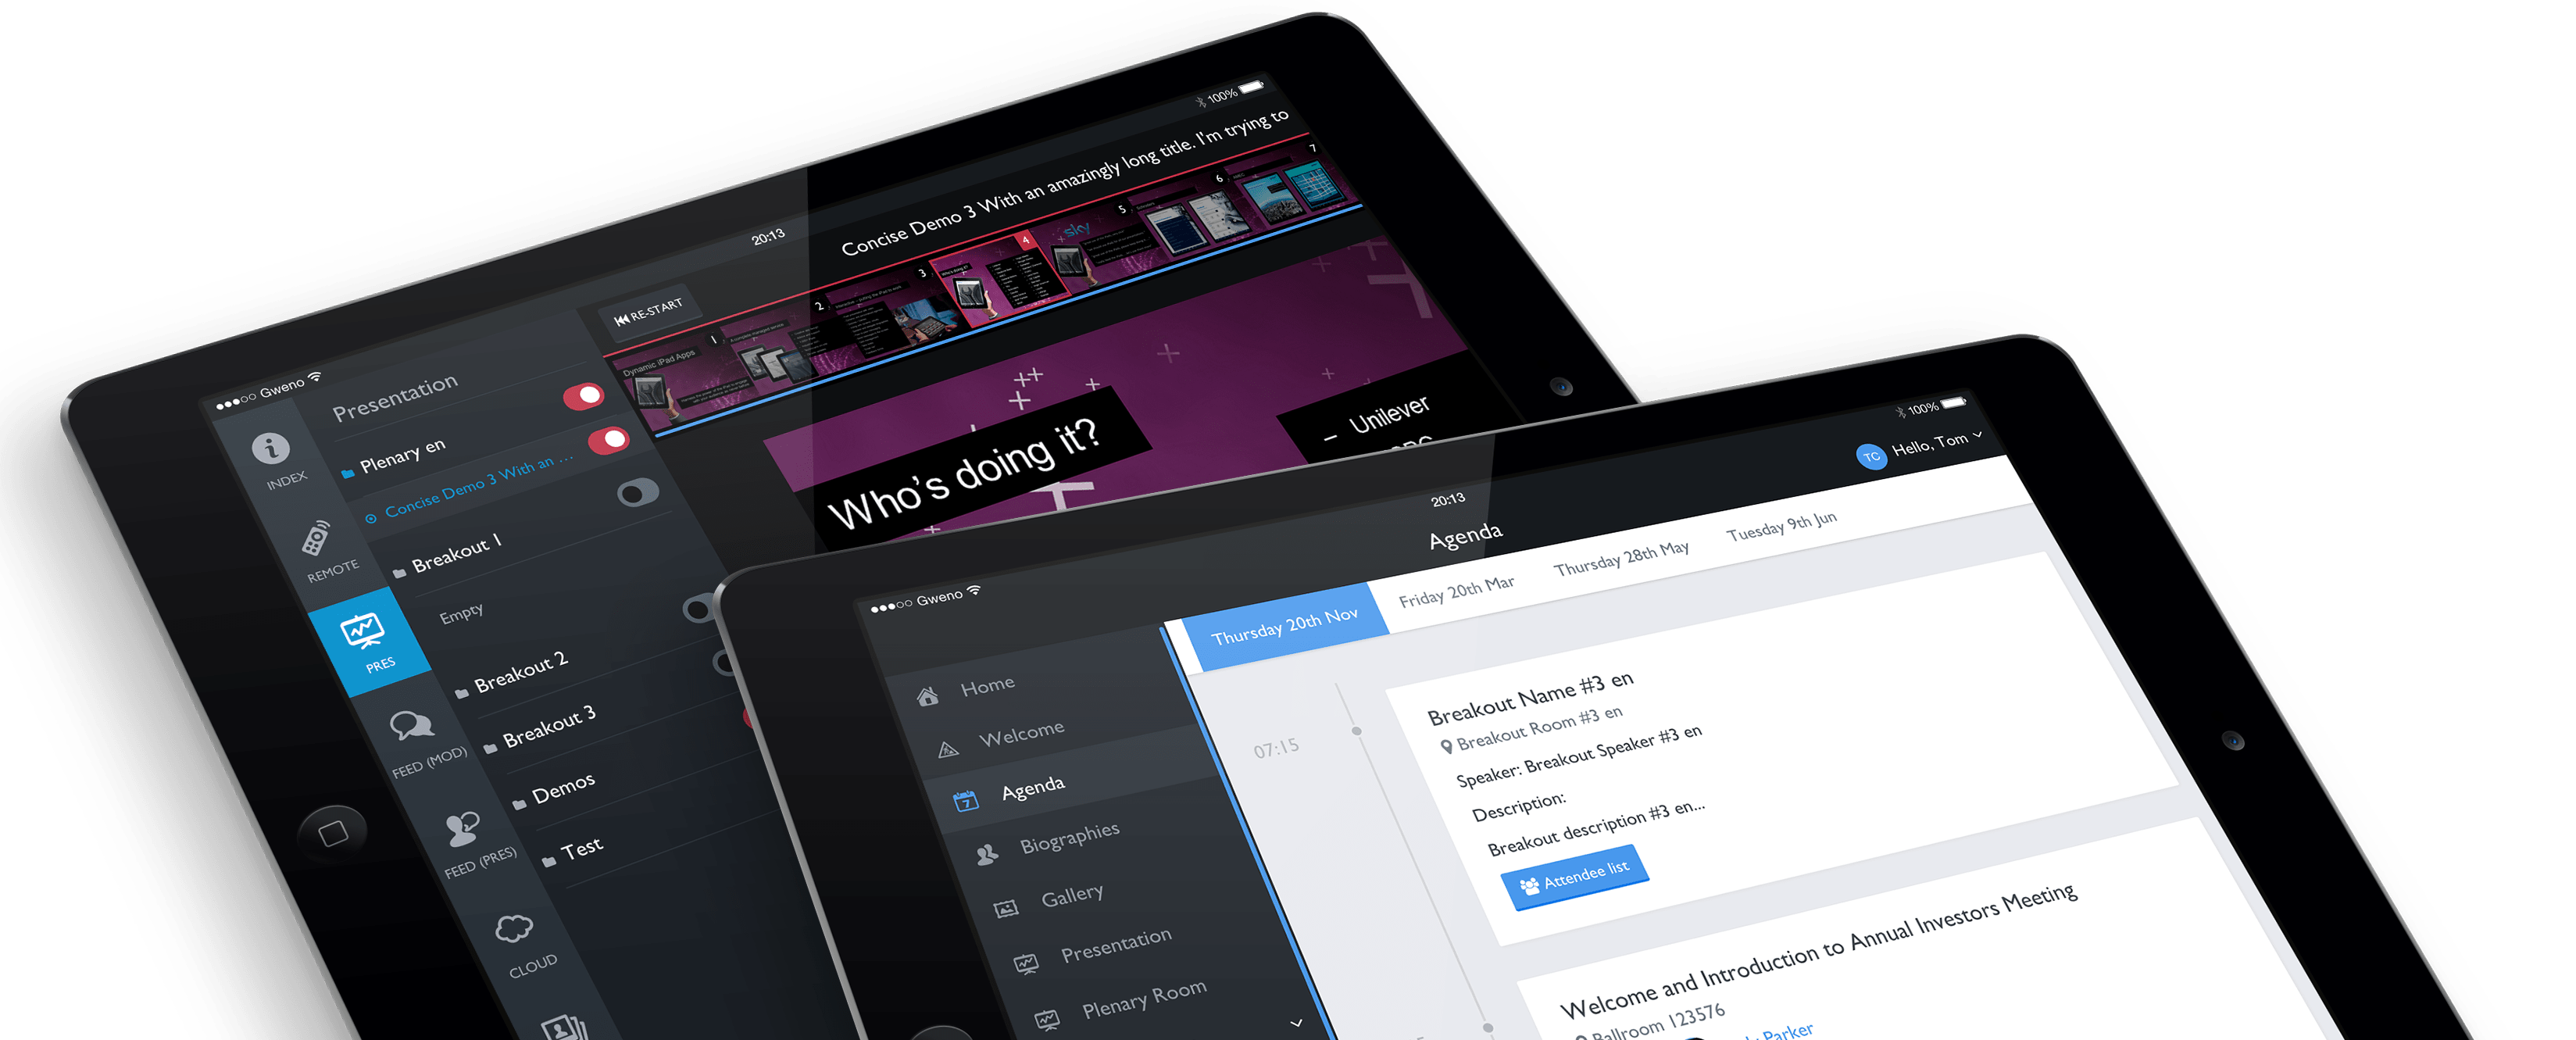 ●●●○○ Gweno
20:13
100%
INDEX
REMOTE
PRES
FEED (MOD)
FEED (PRES)
CLOUD
Presentation
Plenary en
Concise Demo 3 With an ...
Breakout 1
Empty
Breakout 2
Breakout 3
Demos
Test
RE-START
Concise Demo 3 With an amazingly long title. I'm trying to
1
2
3
4
5
6
7
Dynamic iPad Apps
Who's doing it?
sky
Who's doing it?
– Unilever
●●●○○ Gweno
20:13
100%
Agenda
TC Hello, Tom
Home
Welcome
7 Agenda
Biographies
Gallery
Presentation
Plenary Room
Thursday 20th Nov
Friday 20th Mar
Thursday 28th May
Tuesday 9th Jun
07:15
Breakout Name #3 en
Breakout Room #3 en
Speaker: Breakout Speaker #3 en
Description:
Breakout description #3 en...
Attendee list
Welcome and Introduction to Annual Investors Meeting
Ballroom 123576
Parker